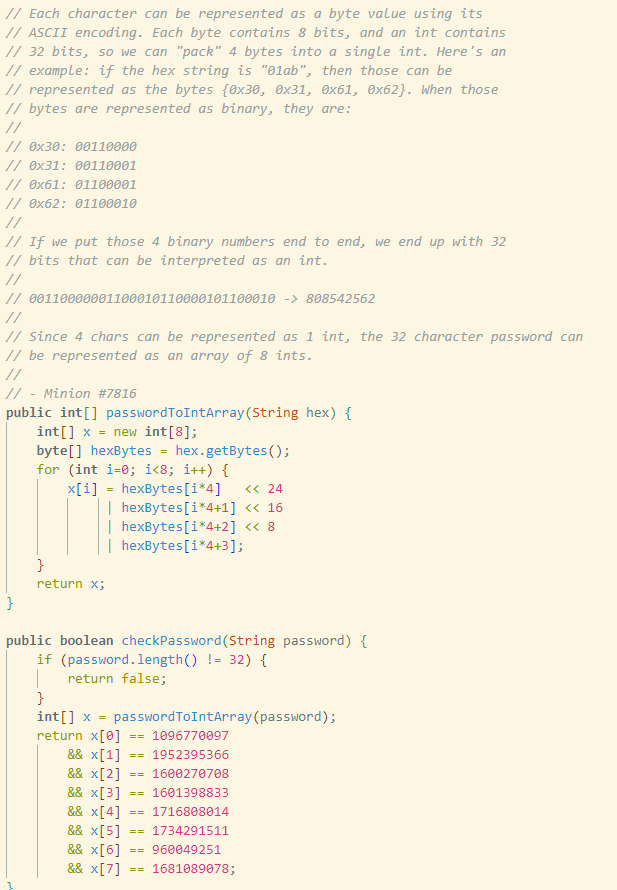 // Each character can be represented as a byte value using its
// ASCII encoding. Each byte contains 8 bits, and an int contains
// 32 bits, so we can "pack" 4 bytes into a single int. Here's an
// example: if the hex string is "01ab", then those can be
// represented as the bytes {0x30, 0x31, 0x61, 0x62}. When those
// bytes are represented as binary, they are:
//
// 0x30: 00110000
// 0x31: 00110001
// 0x61: 01100001
// 0x62: 01100010
//
// If we put those 4 binary numbers end to end, we end up with 32
// bits that can be interpreted as an int.
//
// 00110000001100010110000101100010 -> 808542562
//
// Since 4 chars can be represented as 1 int, the 32 character password can
// be represented as an array of 8 ints.
//
// - Minion #7816
public int[] passwordToIntArray(String hex) {
    int[] x = new int[8];
    byte[] hexBytes = hex.getBytes();
    for (int i=0; i<8; i++) {
        x[i] = hexBytes[i*4]   << 24
             | hexBytes[i*4+1] << 16
             | hexBytes[i*4+2] << 8
             | hexBytes[i*4+3];
    }
    return x;
}

public boolean checkPassword(String password) {
    if (password.length() != 32) {
        return false;
    }
    int[] x = passwordToIntArray(password);
    return x[0] == 1096770097
        && x[1] == 1952395366
        && x[2] == 1600270708
        && x[3] == 1601398833
        && x[4] == 1716808014
        && x[5] == 1734291511
        && x[6] == 960049251
        && x[7] == 1681089078;
}